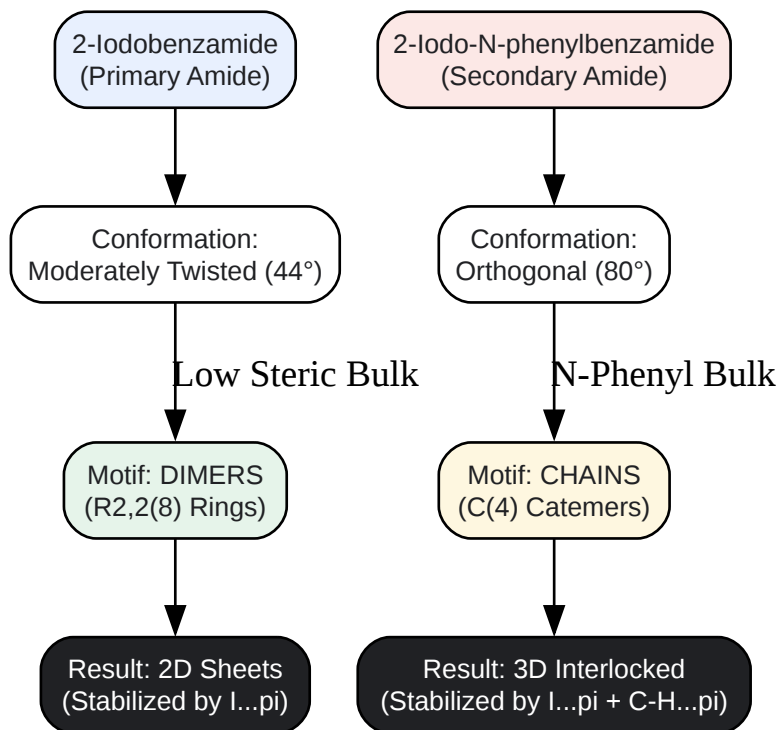 2-Iodobenzamide
(Primary Amide)
2-Iodo-N-phenylbenzamide
(Secondary Amide)
Conformation:
Moderately Twisted (44°)
Conformation:
Orthogonal (80°)
Low Steric Bulk
N-Phenyl Bulk
Motif: DIMERS
(R2,2(8) Rings)
Motif: CHAINS
(C(4) Catemers)
Result: 2D Sheets
(Stabilized by I...pi)
Result: 3D Interlocked
(Stabilized by I...pi + C-H...pi)